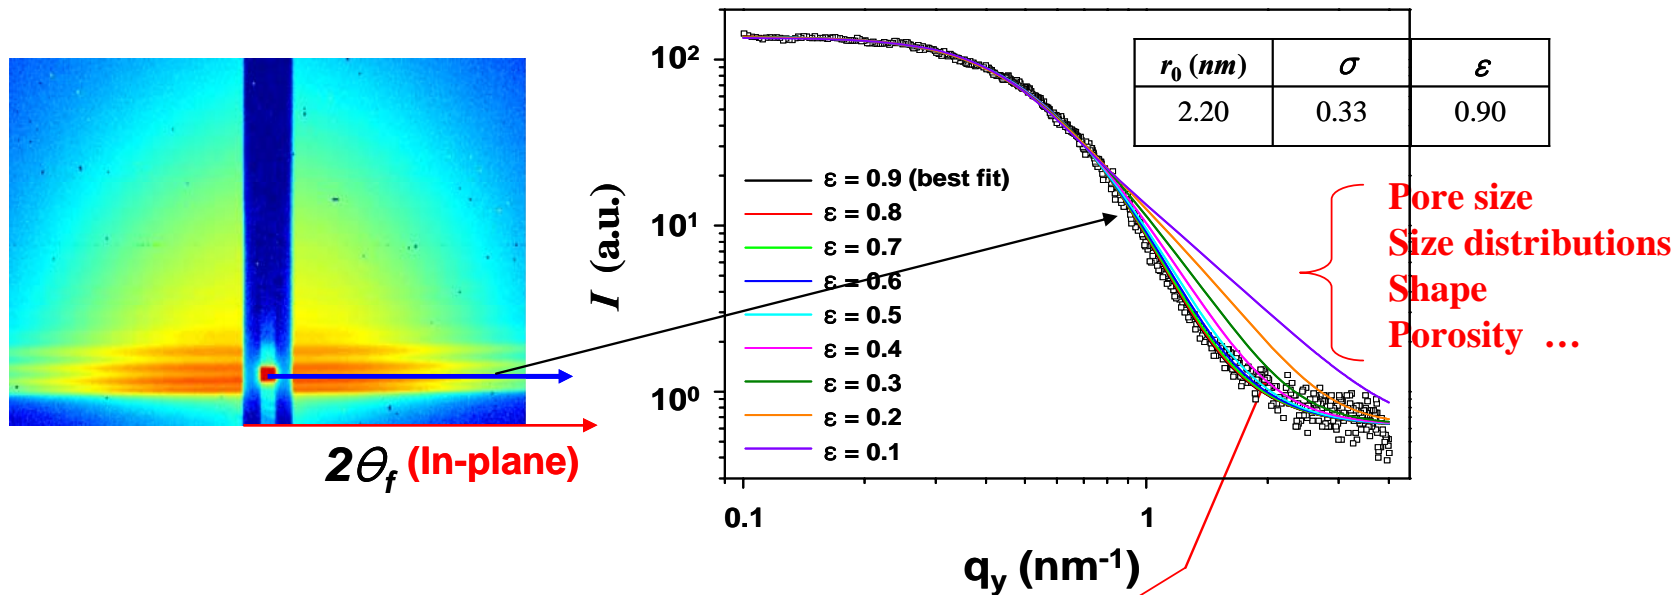 10²
10¹
10⁰
I (a.u.)
r₀ (nm) σ ε
2.20 0.33 0.90
ε = 0.9 (best fit)
ε = 0.8
ε = 0.7
ε = 0.6
ε = 0.5
ε = 0.4
ε = 0.3
ε = 0.2
ε = 0.1
Pore size
Size distributions
Shape
Porosity …
2Θf (In-plane)
0.1 1
qy (nm⁻¹)